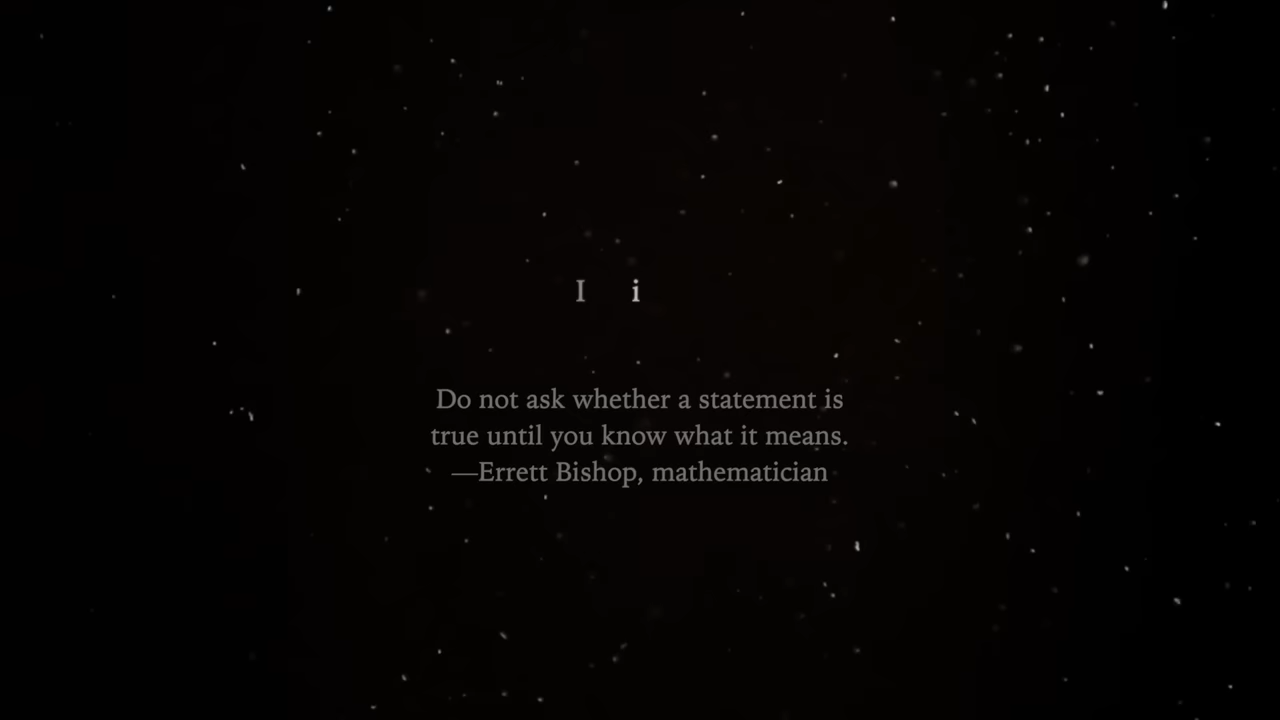 I i
Do not ask whether a statement is
true until you know what it means.
—Errett Bishop, mathematician